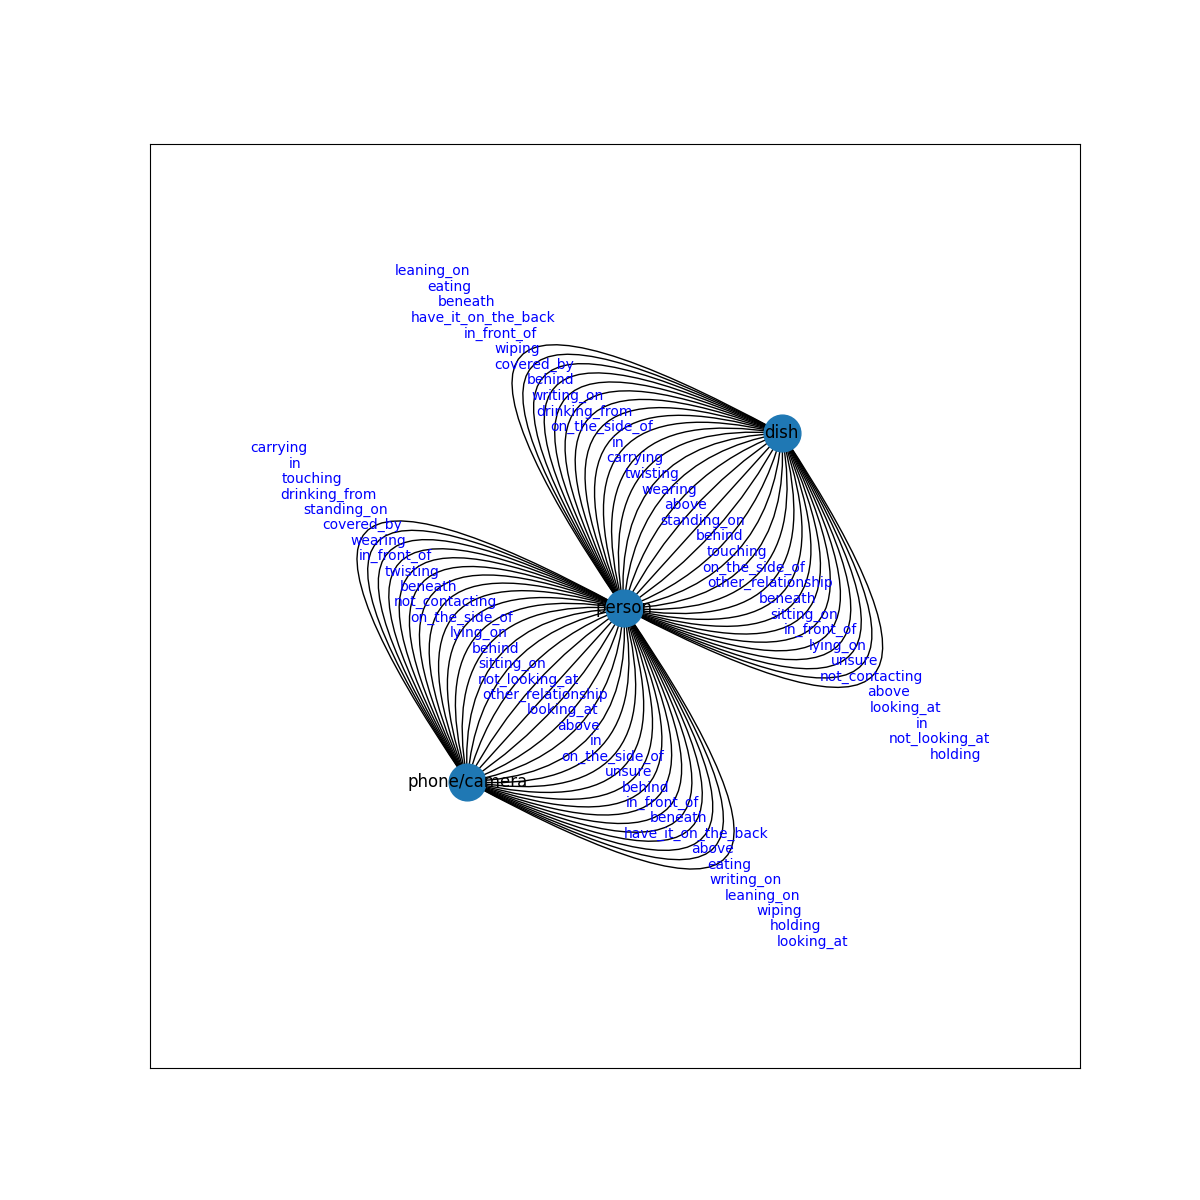 leaning_on
eating
beneath
have_it_on_the_back
in_front_of
wiping
covered_by
behind
writing_on
drinking_from
on_the_side_of
in
carrying
twisting
wearing
above
standing_on
behind
touching
on_the_side_of
other_relationship
beneath
sitting_on
in_front_of
lying_on
unsure
not_contacting
above
looking_at
in
not_looking_at
holding
dish
person
carrying
in
touching
drinking_from
standing_on
covered_by
wearing
in_front_of
twisting
beneath
not_contacting
on_the_side_of
lying_on
behind
sitting_on
not_looking_at
other_relationship
looking_at
above
in
on_the_side_of
unsure
behind
in_front_of
beneath
have_it_on_the_back
above
eating
writing_on
leaning_on
wiping
holding
looking_at
phone/camera